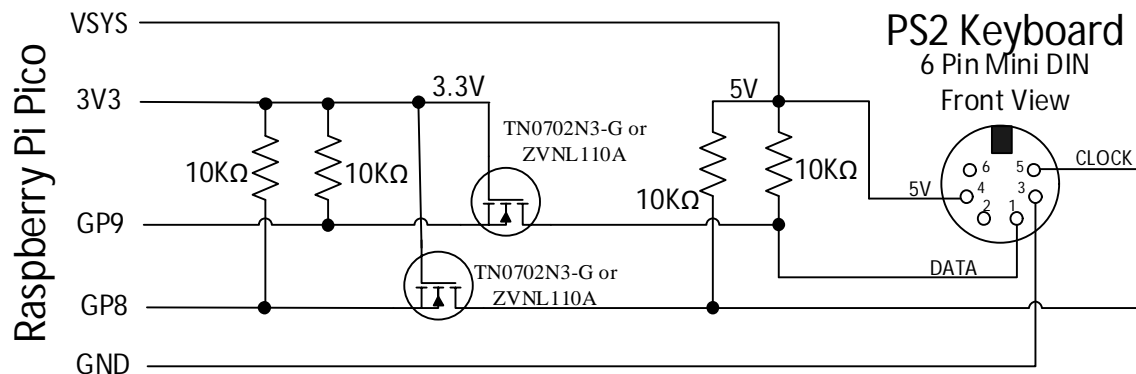 Raspberry Pi Pico
VSYS
3V3
GP9
GP8
GND
3.3V
5V
10KΩ
10KΩ
10KΩ
10KΩ
TN0702N3-G or
ZVNL110A
TN0702N3-G or
ZVNL110A
PS2 Keyboard
6 Pin Mini DIN
Front View
6
5
4
3
2
1
5V
CLOCK
DATA